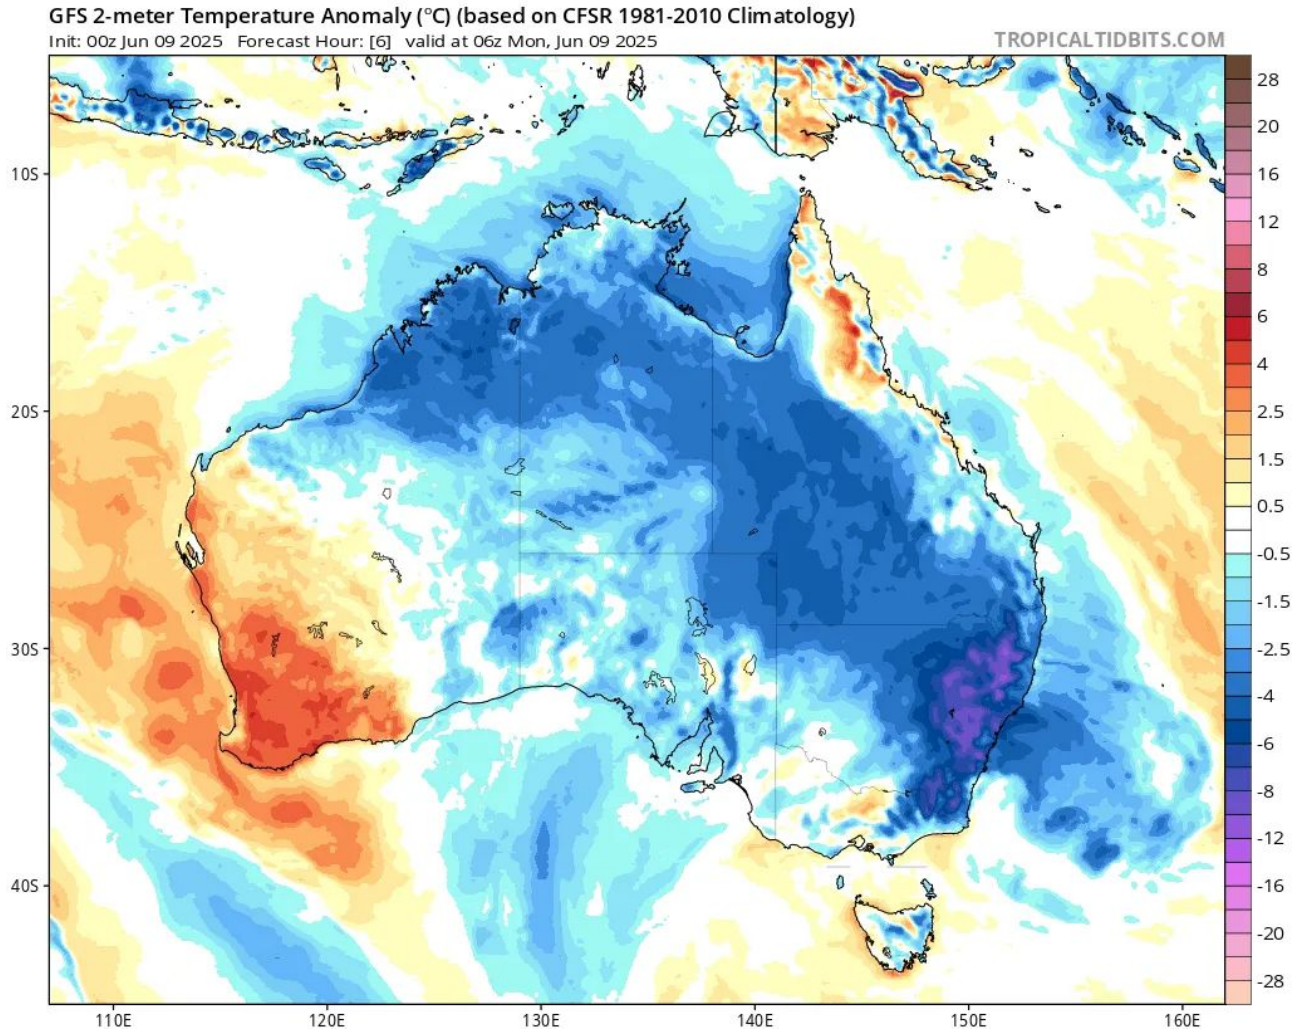 GFS 2-meter Temperature Anomaly (°C) (based on CFSR 1981-2010 Climatology)
Init: 00z Jun 09 2025 Forecast Hour: [6] valid at 06z Mon, Jun 09 2025
TROPICALTIDBITS.COM
28
20
16
12
8
6
4
2.5
1.5
0.5
-0.5
-1.5
-2.5
-4
-6
-8
-12
-16
-20
-28
10S
20S
30S
40S
110E
120E
130E
140E
150E
160E